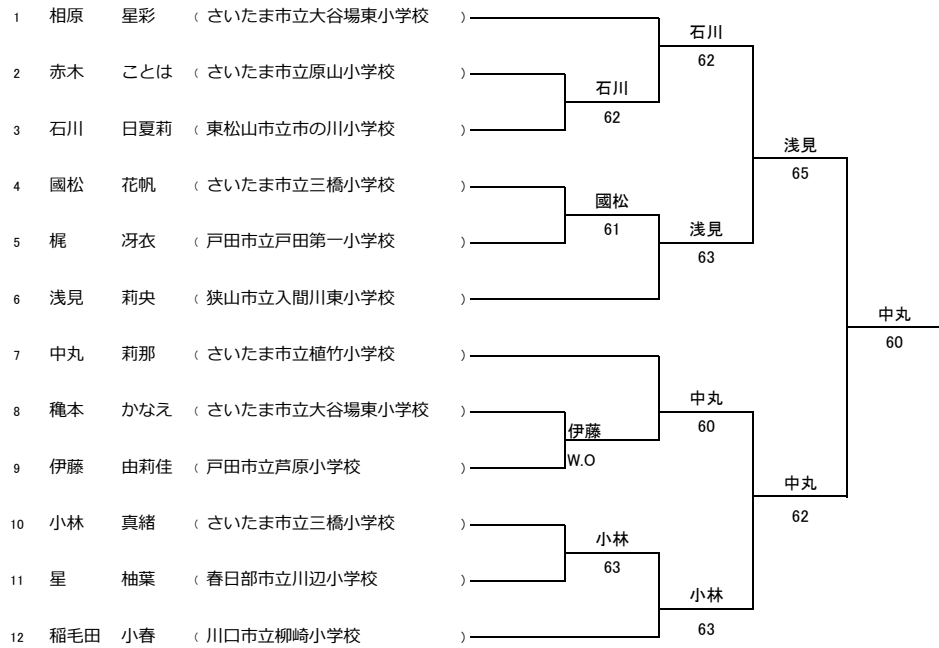 1 相原 星彩 ( さいたま市立大谷場東小学校 )
石川
62
2 赤木 ことは ( さいたま市立原山小学校 )
石川
62
3 石川 日夏莉 ( 東松山市立市の川小学校 )
浅見
65
4 國松 花帆 ( さいたま市立三橋小学校 )
國松
61
5 梶 冴衣 ( 戸田市立戸田第一小学校 )
浅見
63
6 浅見 莉央 ( 狭山市立入間川東小学校 )
中丸
60
7 中丸 莉那 ( さいたま市立植竹小学校 )
中丸
60
8 穐本 かなえ ( さいたま市立大谷場東小学校 )
伊藤
W.O
9 伊藤 由莉佳 ( 戸田市立芦原小学校 )
中丸
62
10 小林 真緒 ( さいたま市立三橋小学校 )
小林
63
11 星 柚葉 ( 春日部市立川辺小学校 )
小林
63
12 稲毛田 小春 ( 川口市立柳崎小学校 )